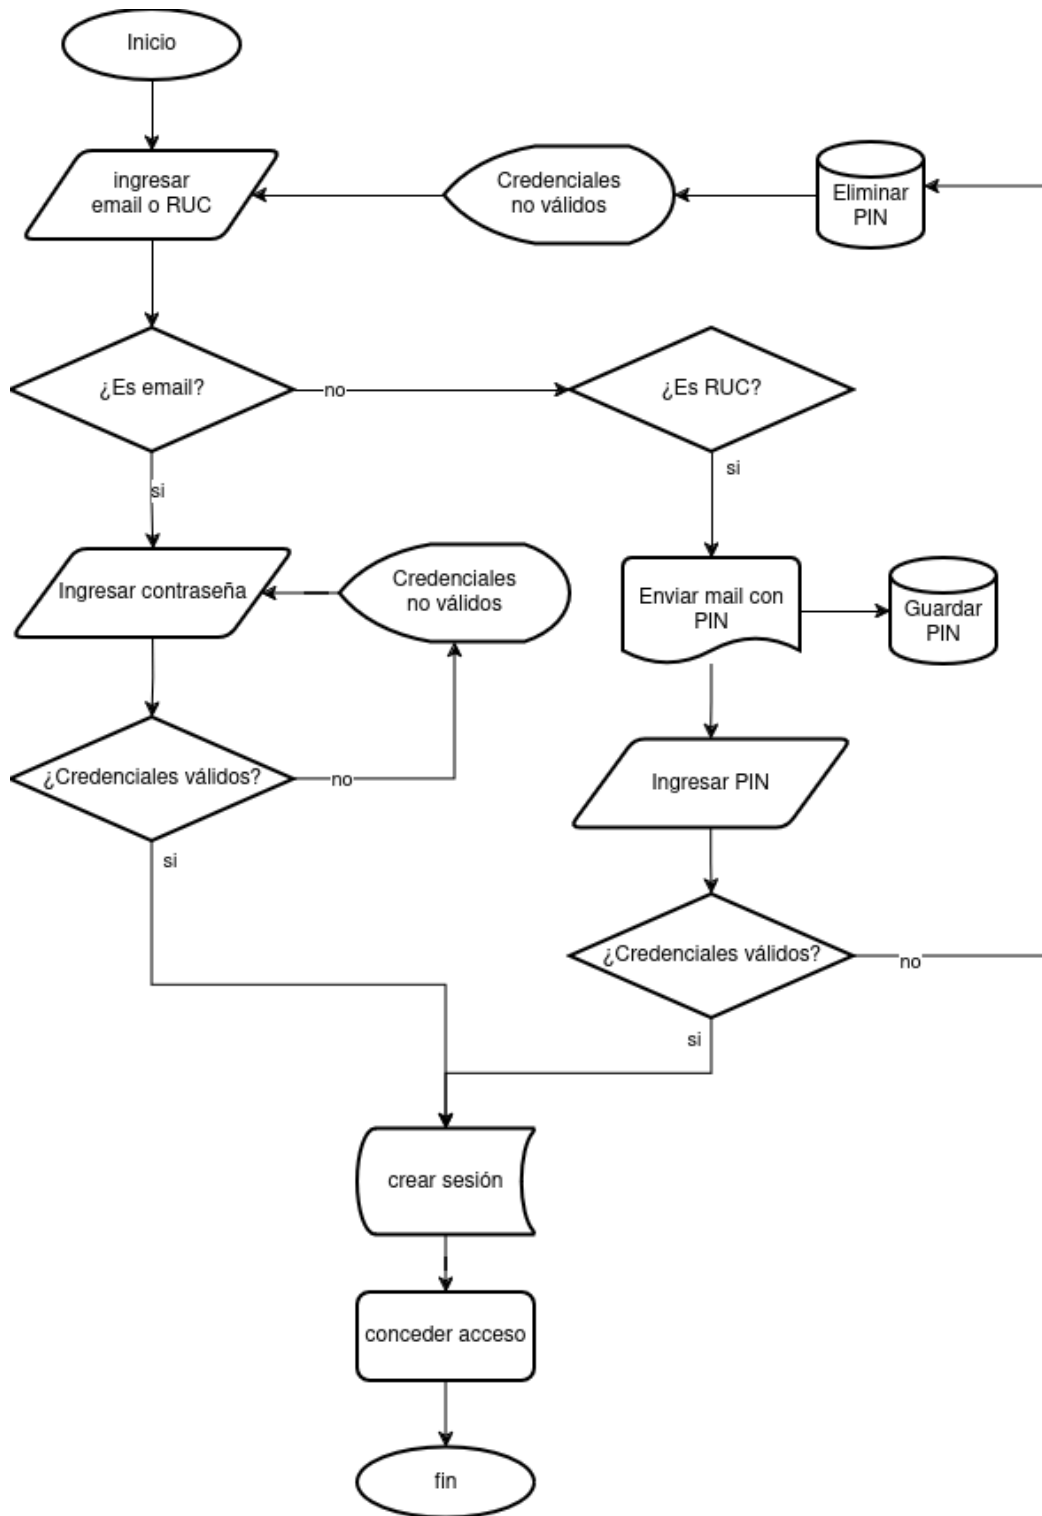 Inicio
ingresar
email o RUC
Credenciales
no válidos
Eliminar
PIN
¿Es email?
no
¿Es RUC?
si
si
Ingresar contraseña
Credenciales
no válidos
Enviar mail con
PIN
Guardar
PIN
¿Credenciales válidos?
no
Ingresar PIN
si
¿Credenciales válidos?
no
si
crear sesión
conceder acceso
fin